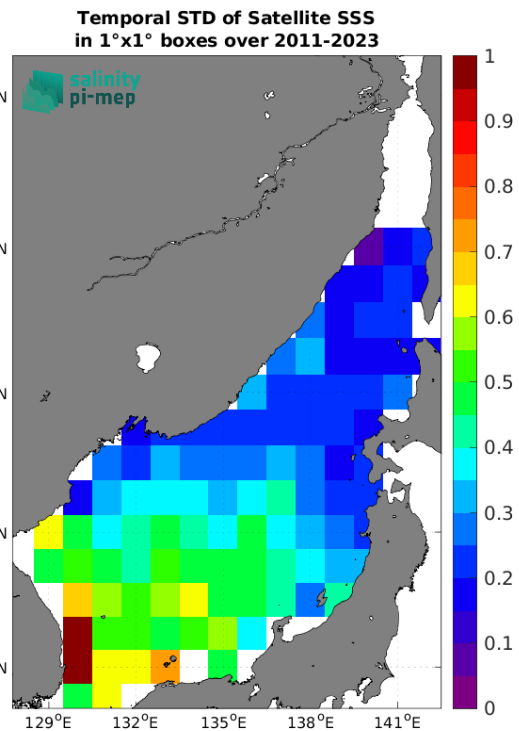 Temporal STD of Satellite SSS
in 1°x1° boxes over 2011-2023
salinity
pi-mep
N
N
N
N
N
1
0.9
0.8
0.7
0.6
0.5
0.4
0.3
0.2
0.1
0
129°E 132°E 135°E 138°E 141°E